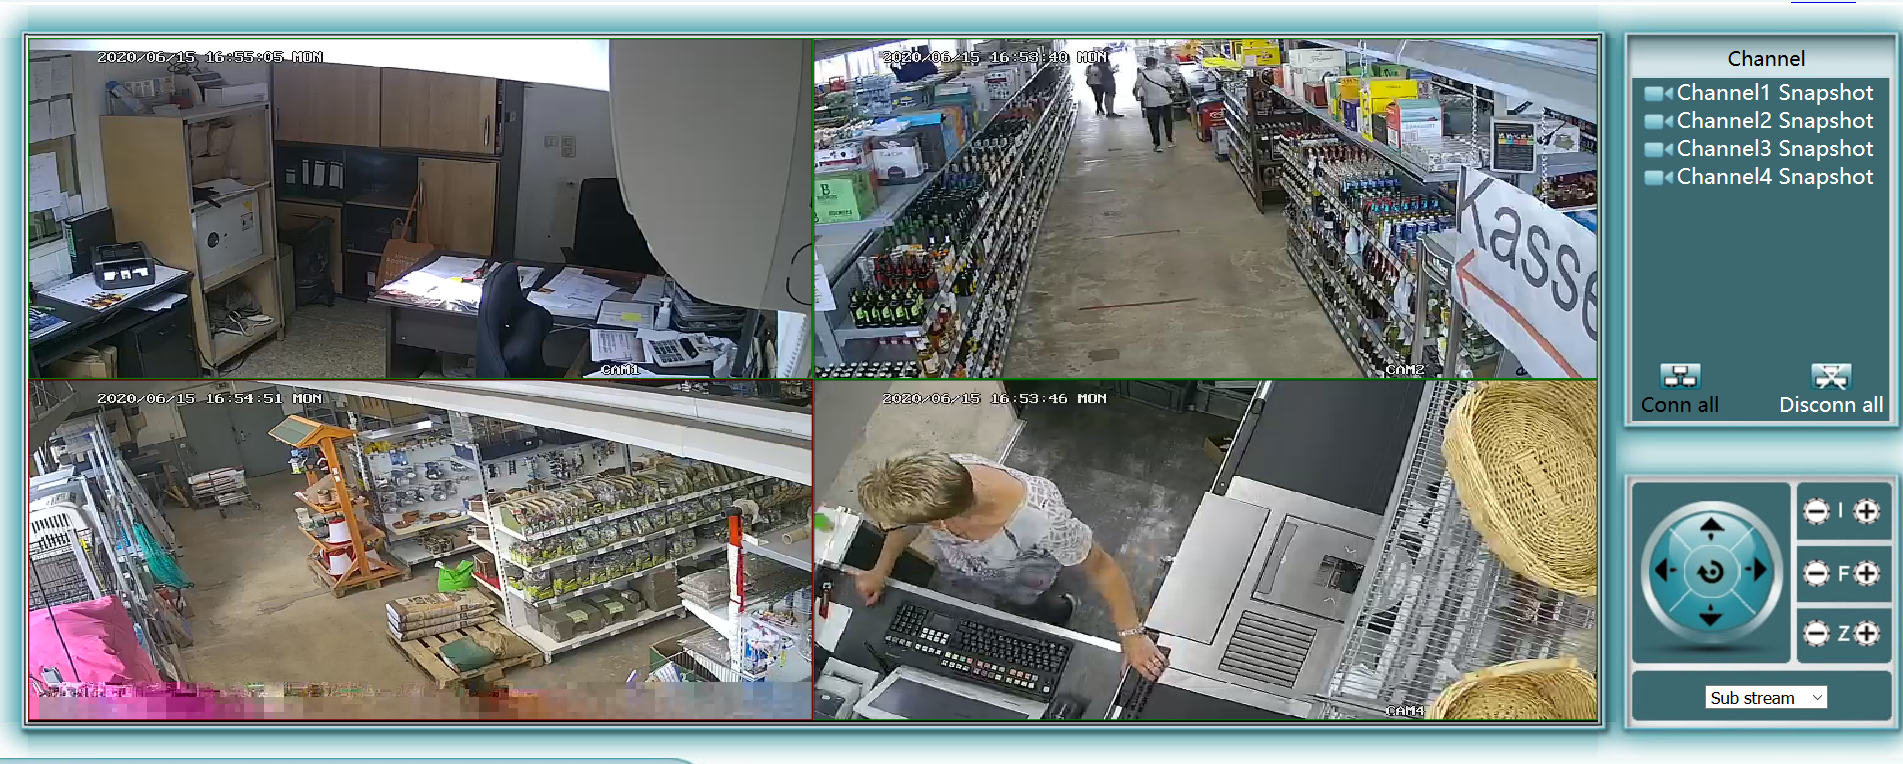 2020/06/15 16:55:05 MON
CAM1
2020/06/15 16:53:40 MON
Kasse
CAM2
2020/06/15 16:54:51 MON
2020/06/15 16:53:46 MON
CAM4
Channel
Channel1 Snapshot
Channel2 Snapshot
Channel3 Snapshot
Channel4 Snapshot
Conn all
Disconn all
I
F
Z
Sub stream